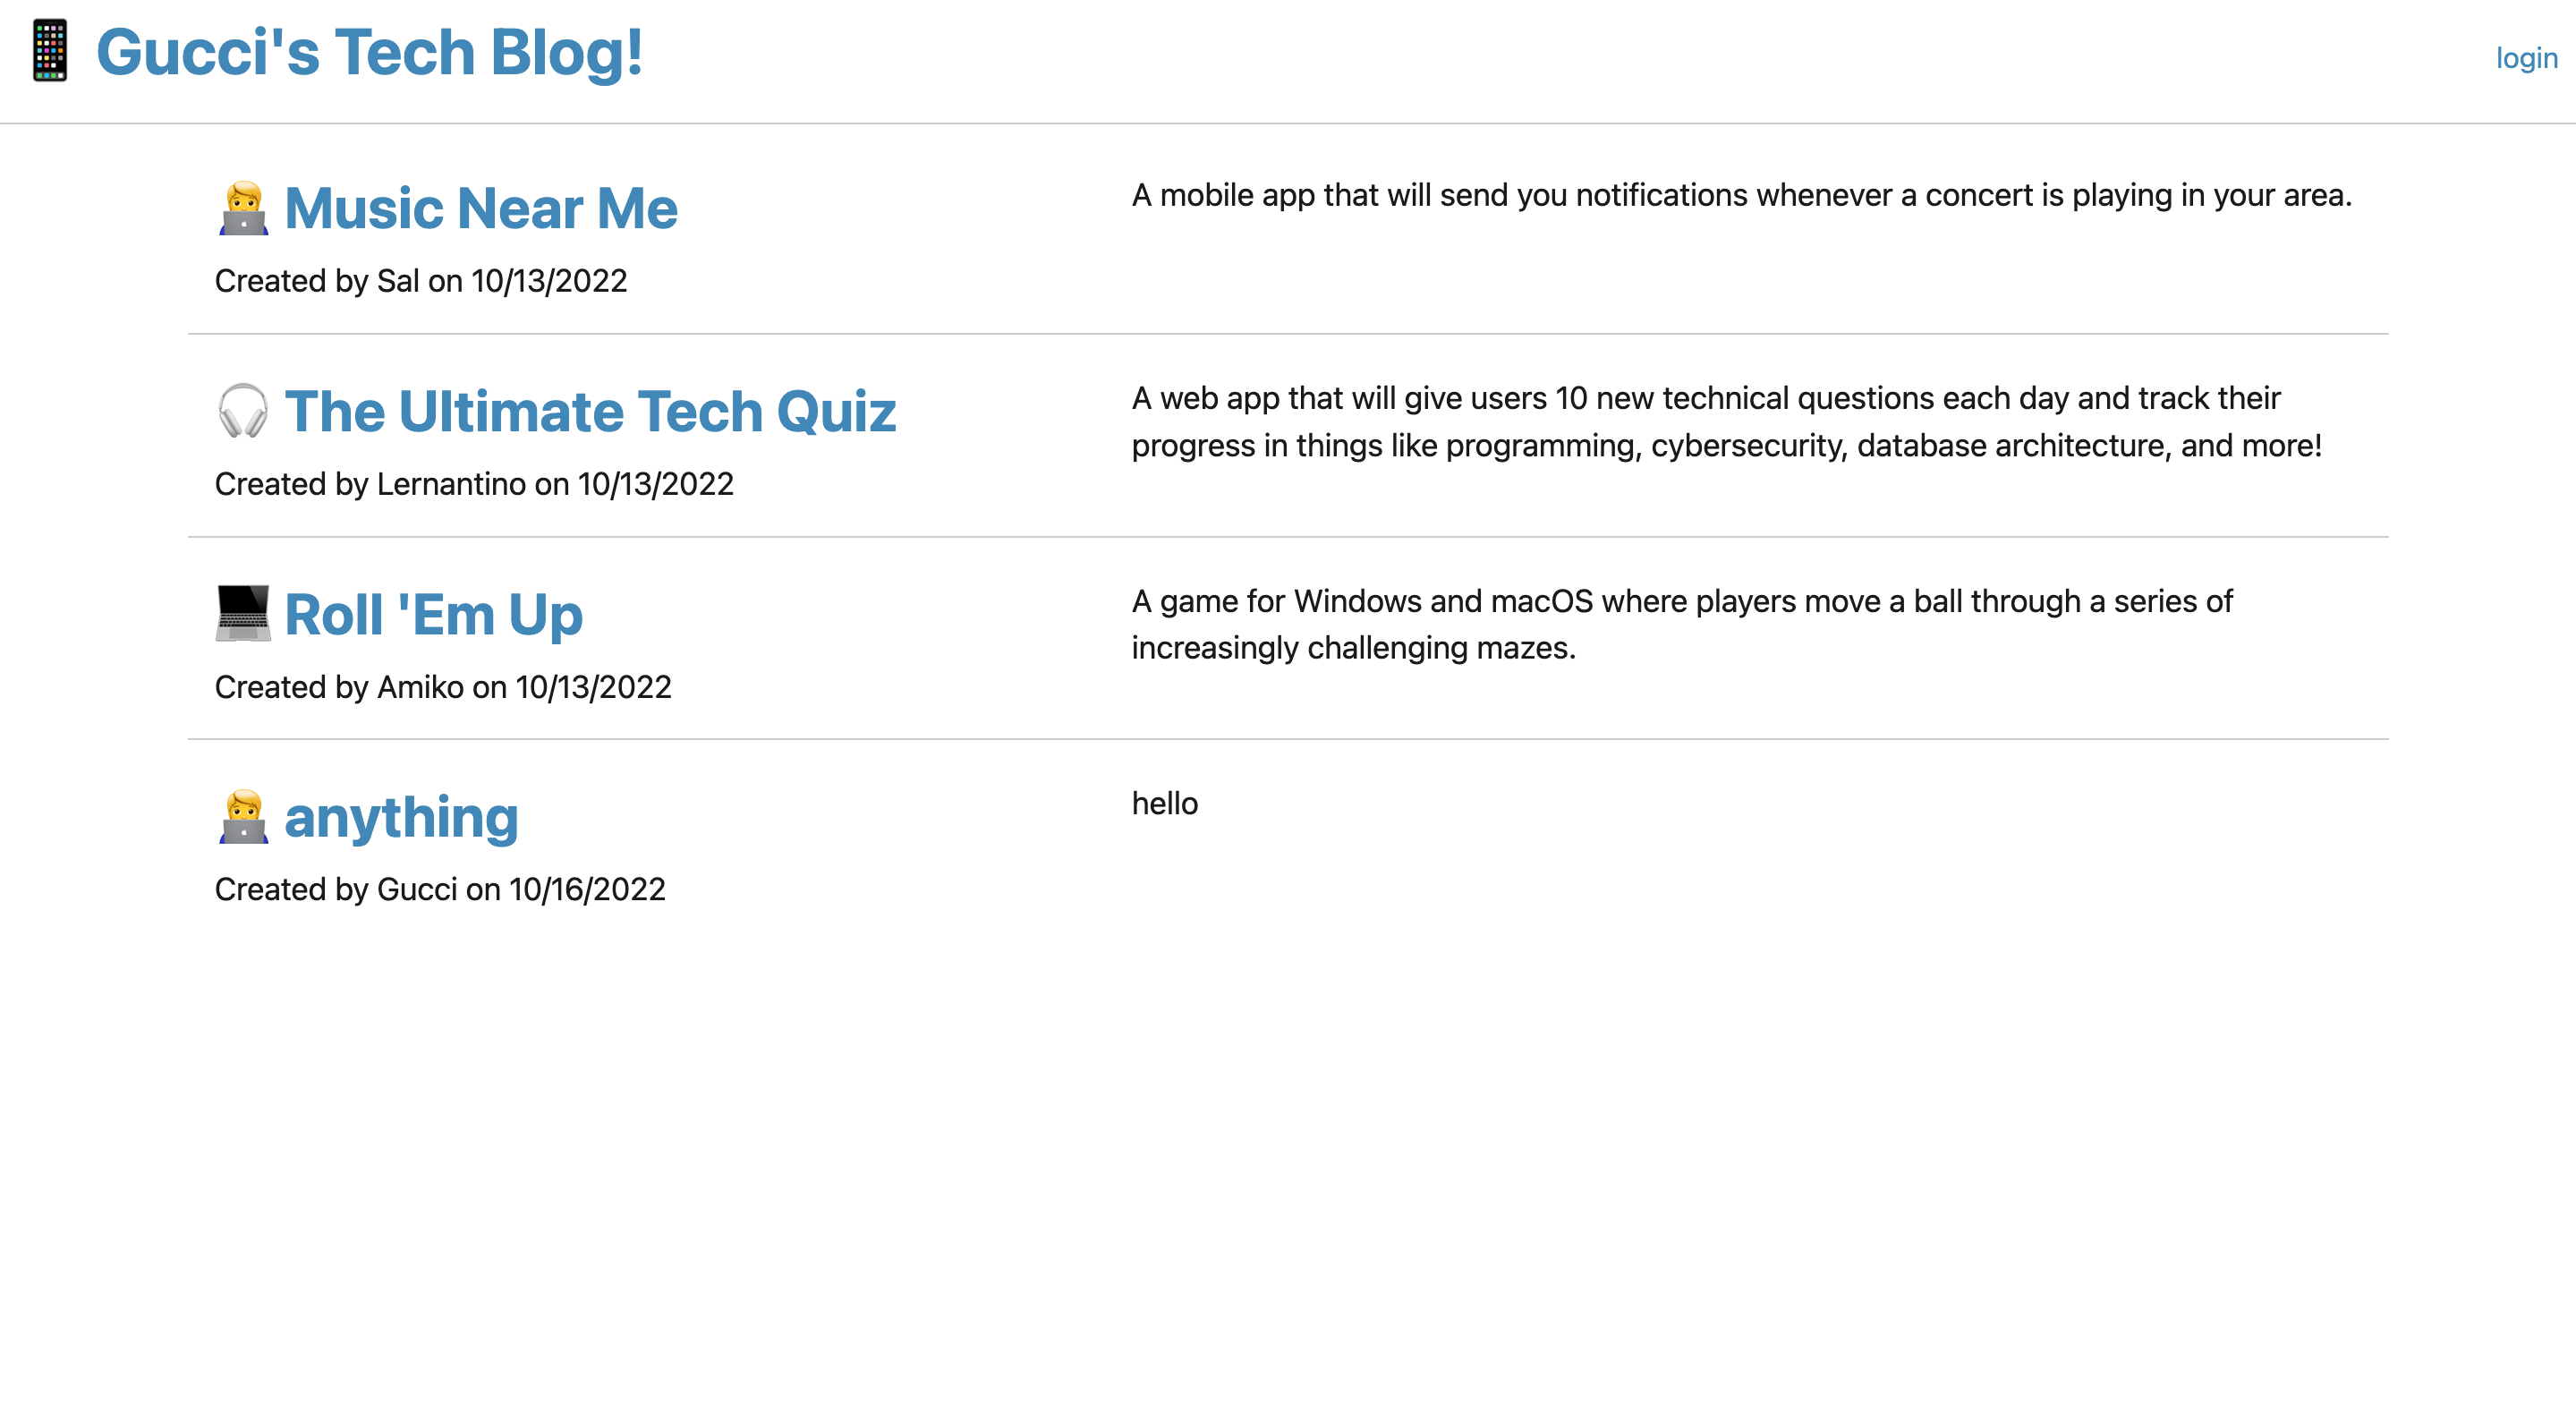 Gucci's Tech Blog!
login
Music Near Me
Created by Sal on 10/13/2022
A mobile app that will send you notifications whenever a concert is playing in your area.
The Ultimate Tech Quiz
Created by Lernantino on 10/13/2022
A web app that will give users 10 new technical questions each day and track their
progress in things like programming, cybersecurity, database architecture, and more!
Roll 'Em Up
Created by Amiko on 10/13/2022
A game for Windows and macOS where players move a ball through a series of
increasingly challenging mazes.
anything
Created by Gucci on 10/16/2022
hello